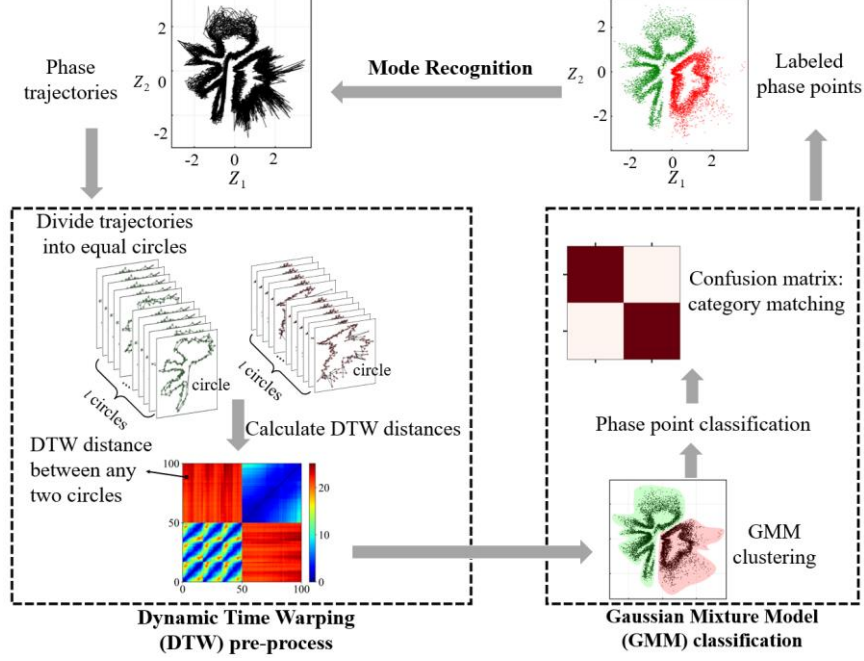 Phase
trajectories
2
0
-2
Z2
-2
0
2
Z1
Mode Recognition
2
0
-2
Z2
-2
0
2
Z1
Labeled
phase points
Divide trajectories
into equal circles
circle
l circles
...
circle
l circles
...
Calculate DTW distances
DTW distance
between any
two circles
100
50
0
50
100
20
10
0
Dynamic Time Warping
(DTW) pre-process
Confusion matrix:
category matching
Phase point classification
GMM
clustering
Gaussian Mixture Model
(GMM) classification